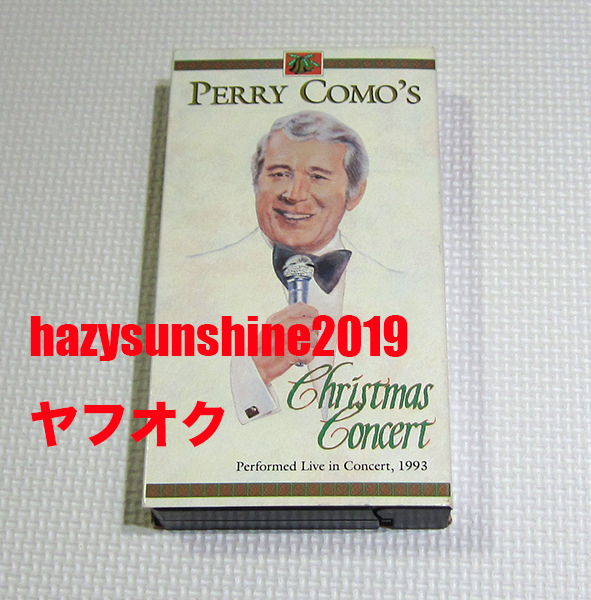 PERRY COMO'S
hazysunshine2019
ヤフオク
Christmas
Concert
Performed Live in Concert, 1993